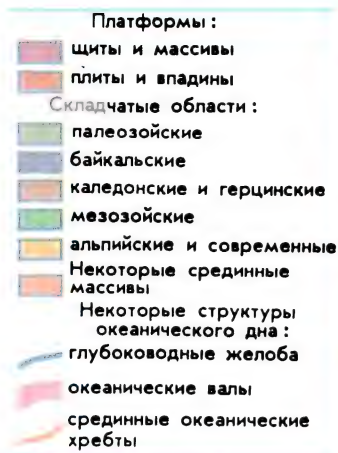 Платформы:
щиты и массивы
плиты и впадины
Складчатые области:
палеозойские
байкальские
каледонские и герцинские
мезозойские
альпийские и современные
Некоторые срединные
массивы
Некоторые структуры
океанического дна:
глубоководные желоба
океанические валы
срединные океанические
хребты